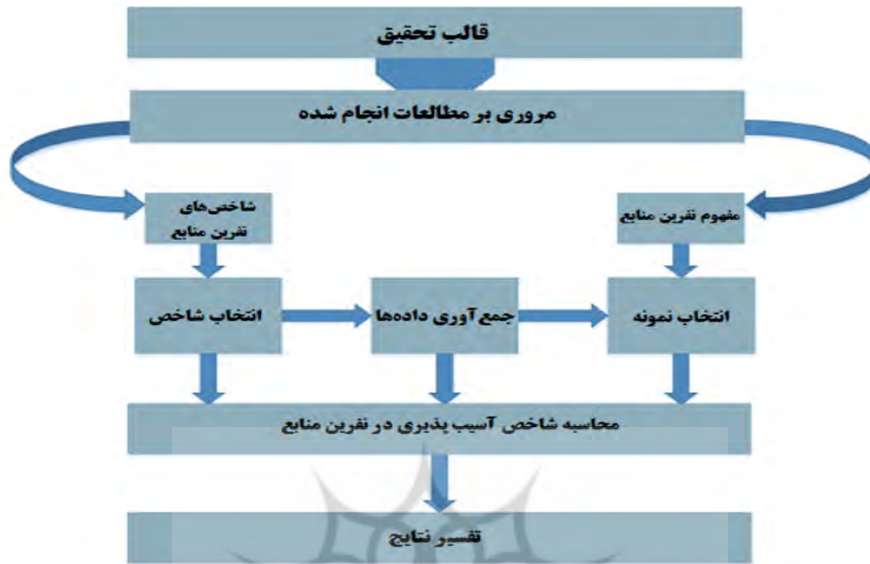 قالب تحقیق
مروری بر مطالعات انجام شده
مفهوم نفرین منابع
شاخص‌های
نفرین منابع
انتخاب نمونه
جمع‌آوری داده‌ها
انتخاب شاخص
محاسبه شاخص آسیب پذیری در نفرین منابع
تفسیر نتایج